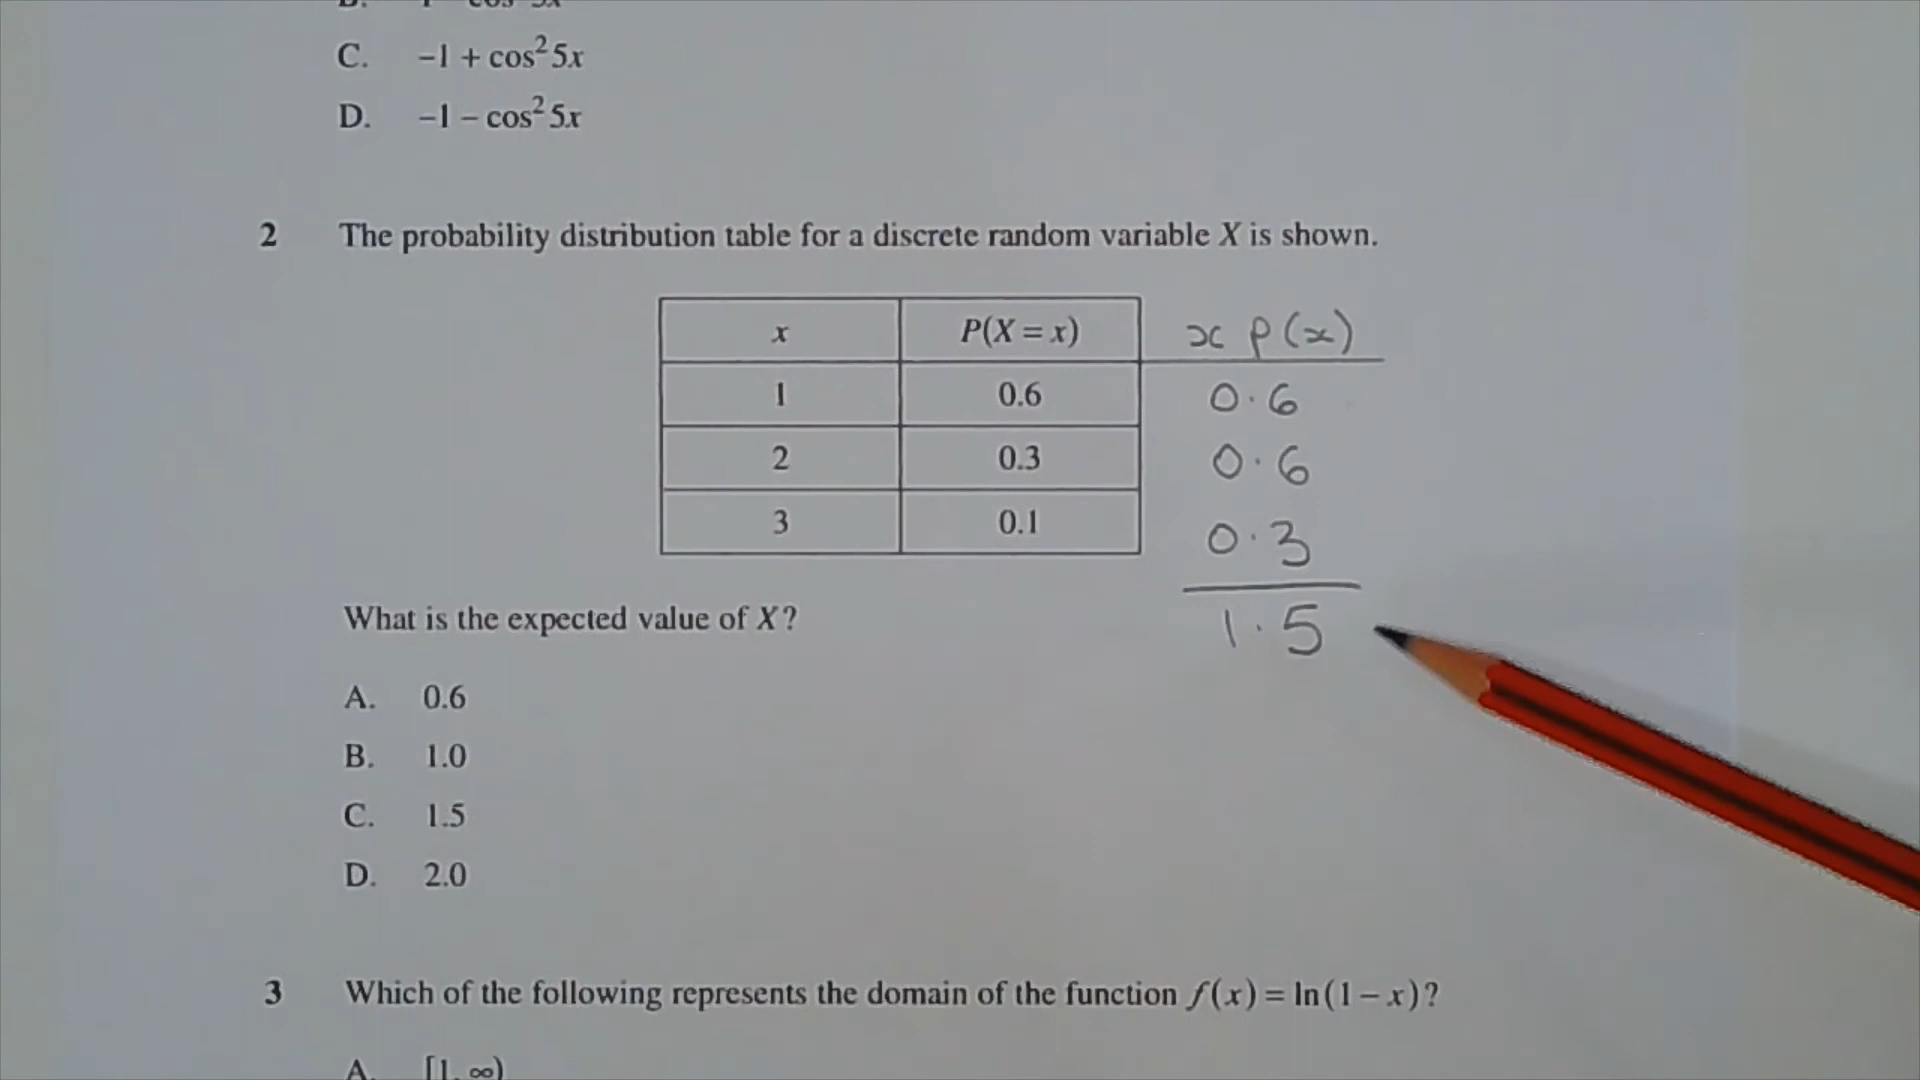 C. –1 + cos²5x
D. –1 – cos²5x
2 The probability distribution table for a discrete random variable X is shown.
x P(X = x) x p(x)
1 0.6 0.6
2 0.3 0.6
3 0.1 0.3
1.5
What is the expected value of X?
A. 0.6
B. 1.0
C. 1.5
D. 2.0
3 Which of the following represents the domain of the function f(x) = ln(1 – x)?
A. [1, ∞)